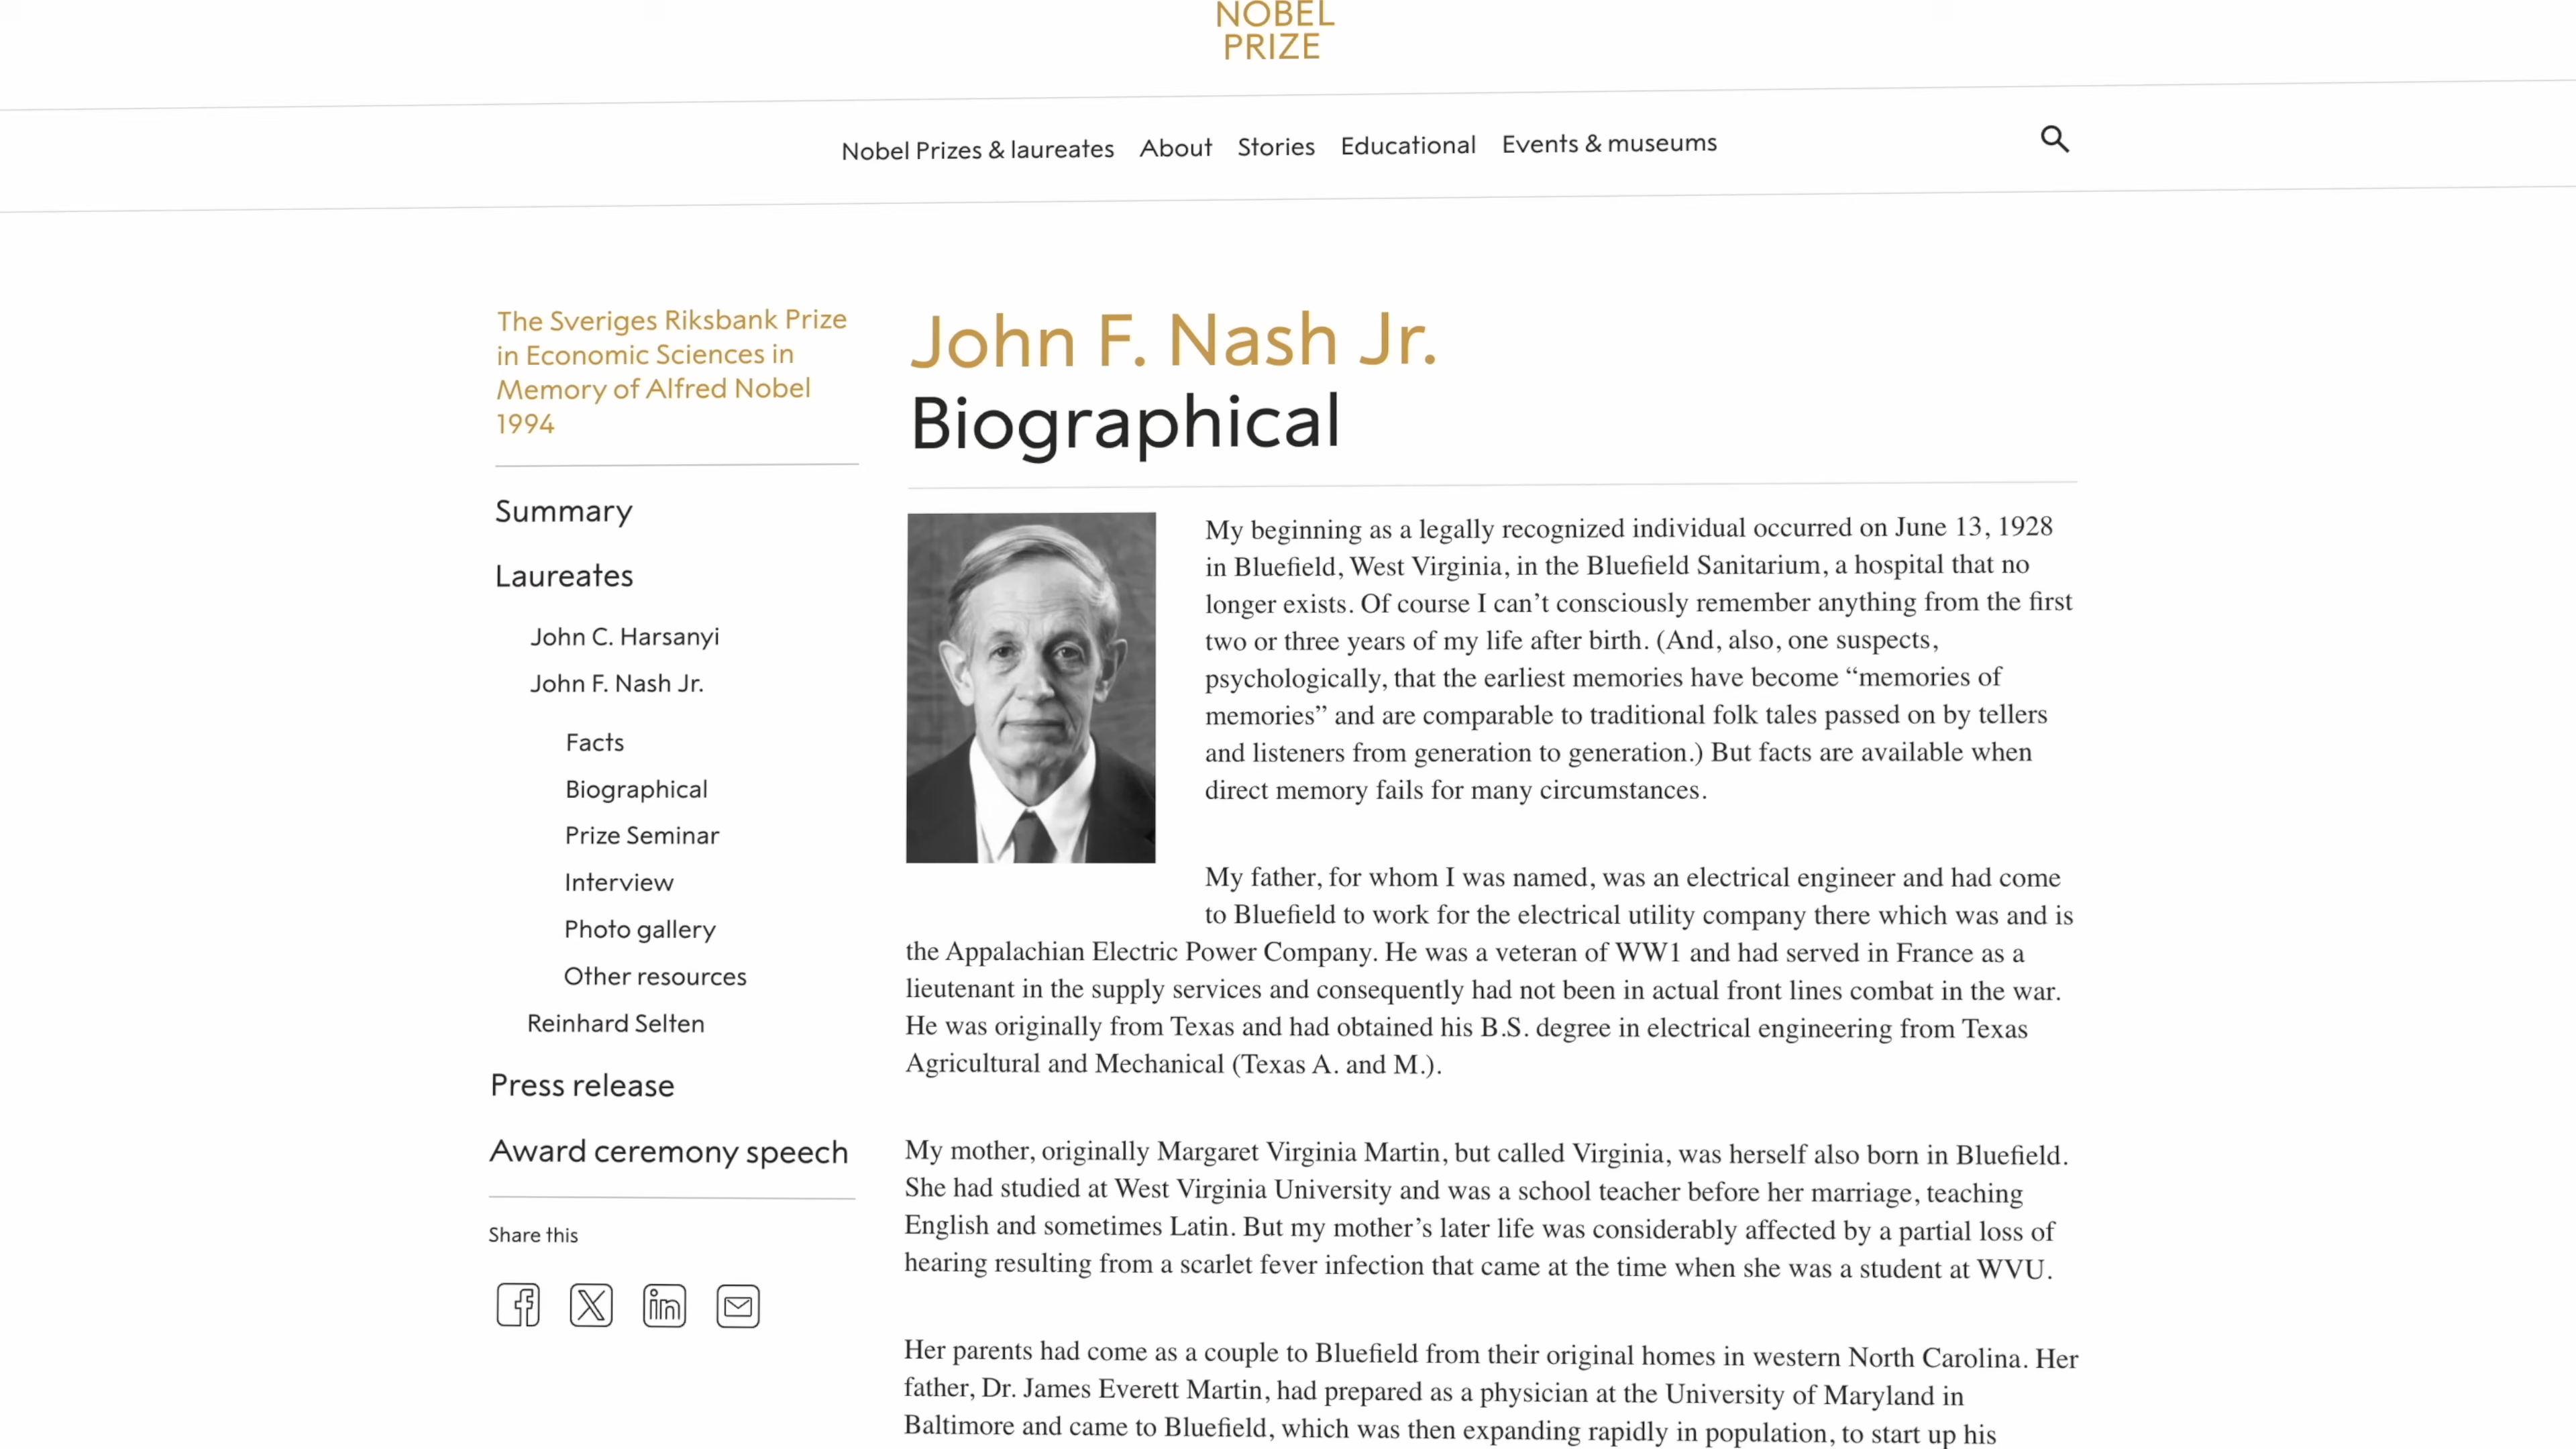 NOBEL
PRIZE
Nobel Prizes & laureates About Stories Educational Events & museums
The Sveriges Riksbank Prize
in Economic Sciences in
Memory of Alfred Nobel
1994
Summary
Laureates
John C. Harsanyi
John F. Nash Jr.
Facts
Biographical
Prize Seminar
Interview
Photo gallery
Other resources
Reinhard Selten
Press release
Award ceremony speech
Share this
John F. Nash Jr.
Biographical
My beginning as a legally recognized individual occurred on June 13, 1928
in Bluefield, West Virginia, in the Bluefield Sanitarium, a hospital that no
longer exists. Of course I can’t consciously remember anything from the first
two or three years of my life after birth. (And, also, one suspects,
psychologically, that the earliest memories have become “memories of
memories” and are comparable to traditional folk tales passed on by tellers
and listeners from generation to generation.) But facts are available when
direct memory fails for many circumstances.
My father, for whom I was named, was an electrical engineer and had come
to Bluefield to work for the electrical utility company there which was and is
the Appalachian Electric Power Company. He was a veteran of WW1 and had served in France as a
lieutenant in the supply services and consequently had not been in actual front lines combat in the war.
He was originally from Texas and had obtained his B.S. degree in electrical engineering from Texas
Agricultural and Mechanical (Texas A. and M.).
My mother, originally Margaret Virginia Martin, but called Virginia, was herself also born in Bluefield.
She had studied at West Virginia University and was a school teacher before her marriage, teaching
English and sometimes Latin. But my mother’s later life was considerably affected by a partial loss of
hearing resulting from a scarlet fever infection that came at the time when she was a student at WVU.
Her parents had come as a couple to Bluefield from their original homes in western North Carolina. Her
father, Dr. James Everett Martin, had prepared as a physician at the University of Maryland in
Baltimore and came to Bluefield, which was then expanding rapidly in population, to start up his